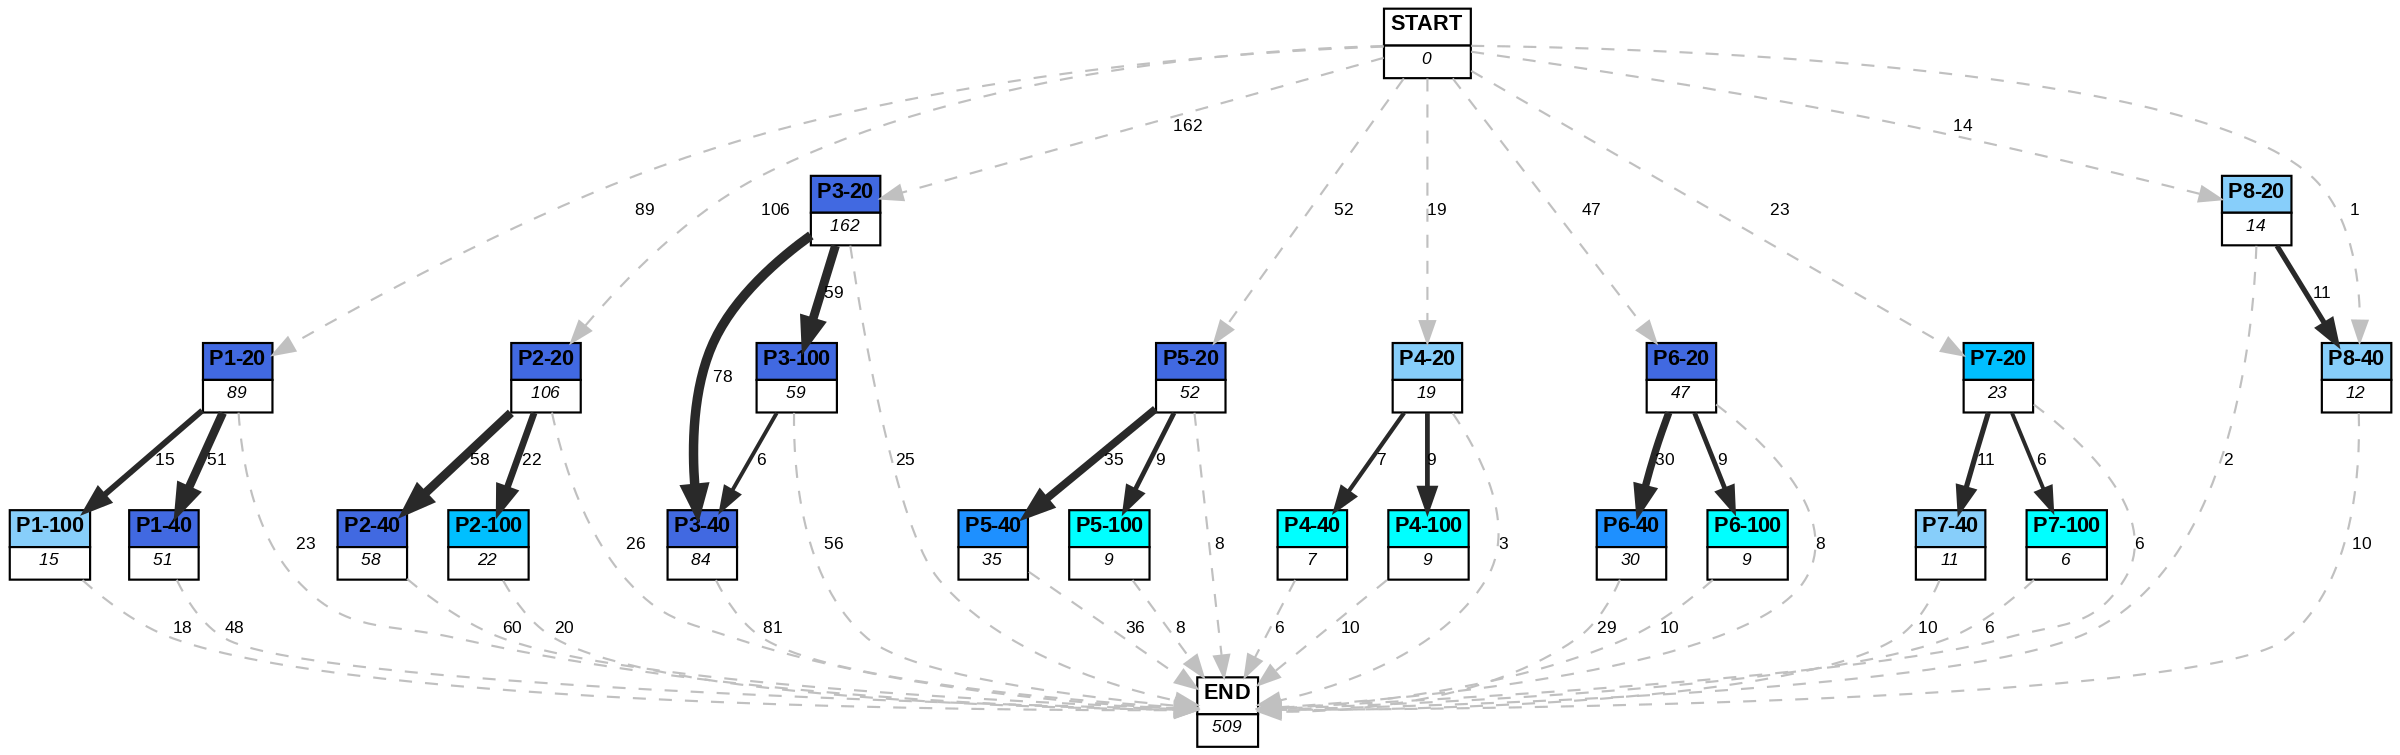 START
0
162
14
P3-20
162
P8-20
14
89
106
52
19
47
23
1
59
11
P1-20
89
P2-20
106
78
P3-100
59
P5-20
52
P4-20
19
P6-20
47
P7-20
23
P8-40
12
15
51
58
22
6
25
35
9
7
9
30
9
11
6
2
P1-100
15
P1-40
51
23
P2-40
58
P2-100
22
26
P3-40
84
56
P5-40
35
P5-100
9
8
P4-40
7
P4-100
9
3
P6-40
30
P6-100
9
8
P7-40
11
P7-100
6
6
10
18
48
60
20
81
36
8
6
10
29
10
10
6
END
509